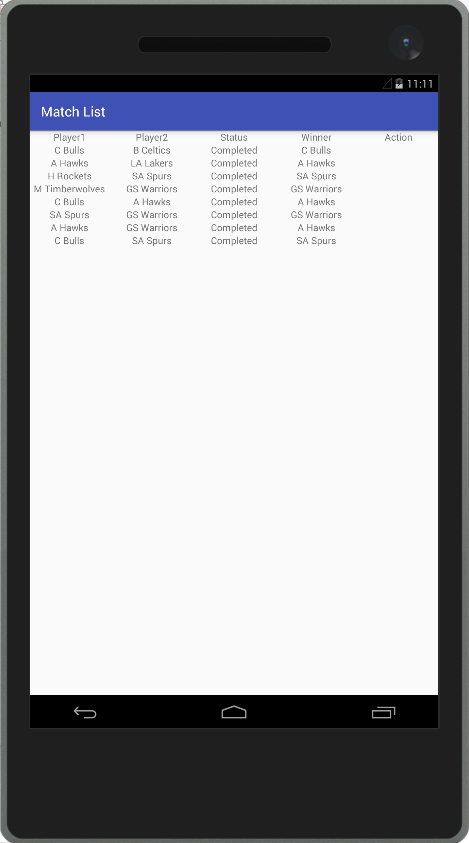 11:11
Match List
Player1 Player2 Status Winner Action
C Bulls B Celtics Completed C Bulls
A Hawks LA Lakers Completed A Hawks
H Rockets SA Spurs Completed SA Spurs
M Timberwolves GS Warriors Completed GS Warriors
C Bulls A Hawks Completed A Hawks
SA Spurs GS Warriors Completed GS Warriors
A Hawks GS Warriors Completed A Hawks
C Bulls SA Spurs Completed SA Spurs